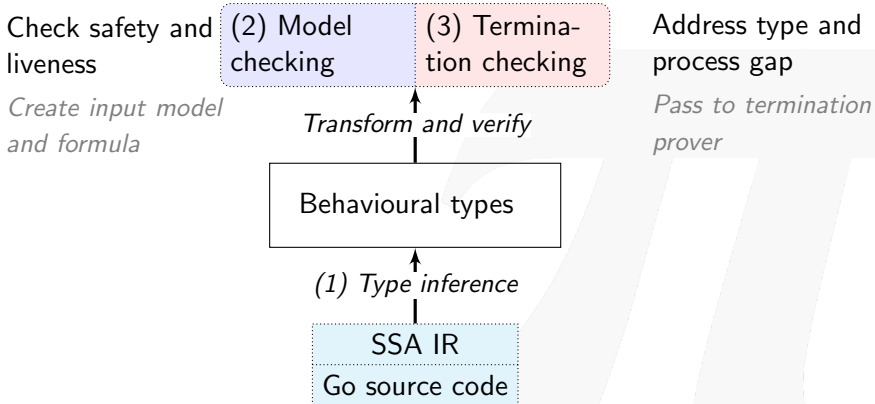 Check safety and
liveness
Create input model
and formula
(2) Model
checking
(3) Termina-
tion checking
Address type and
process gap
Pass to termination
prover
Transform and verify
Behavioural types
(1) Type inference
SSA IR
Go source code